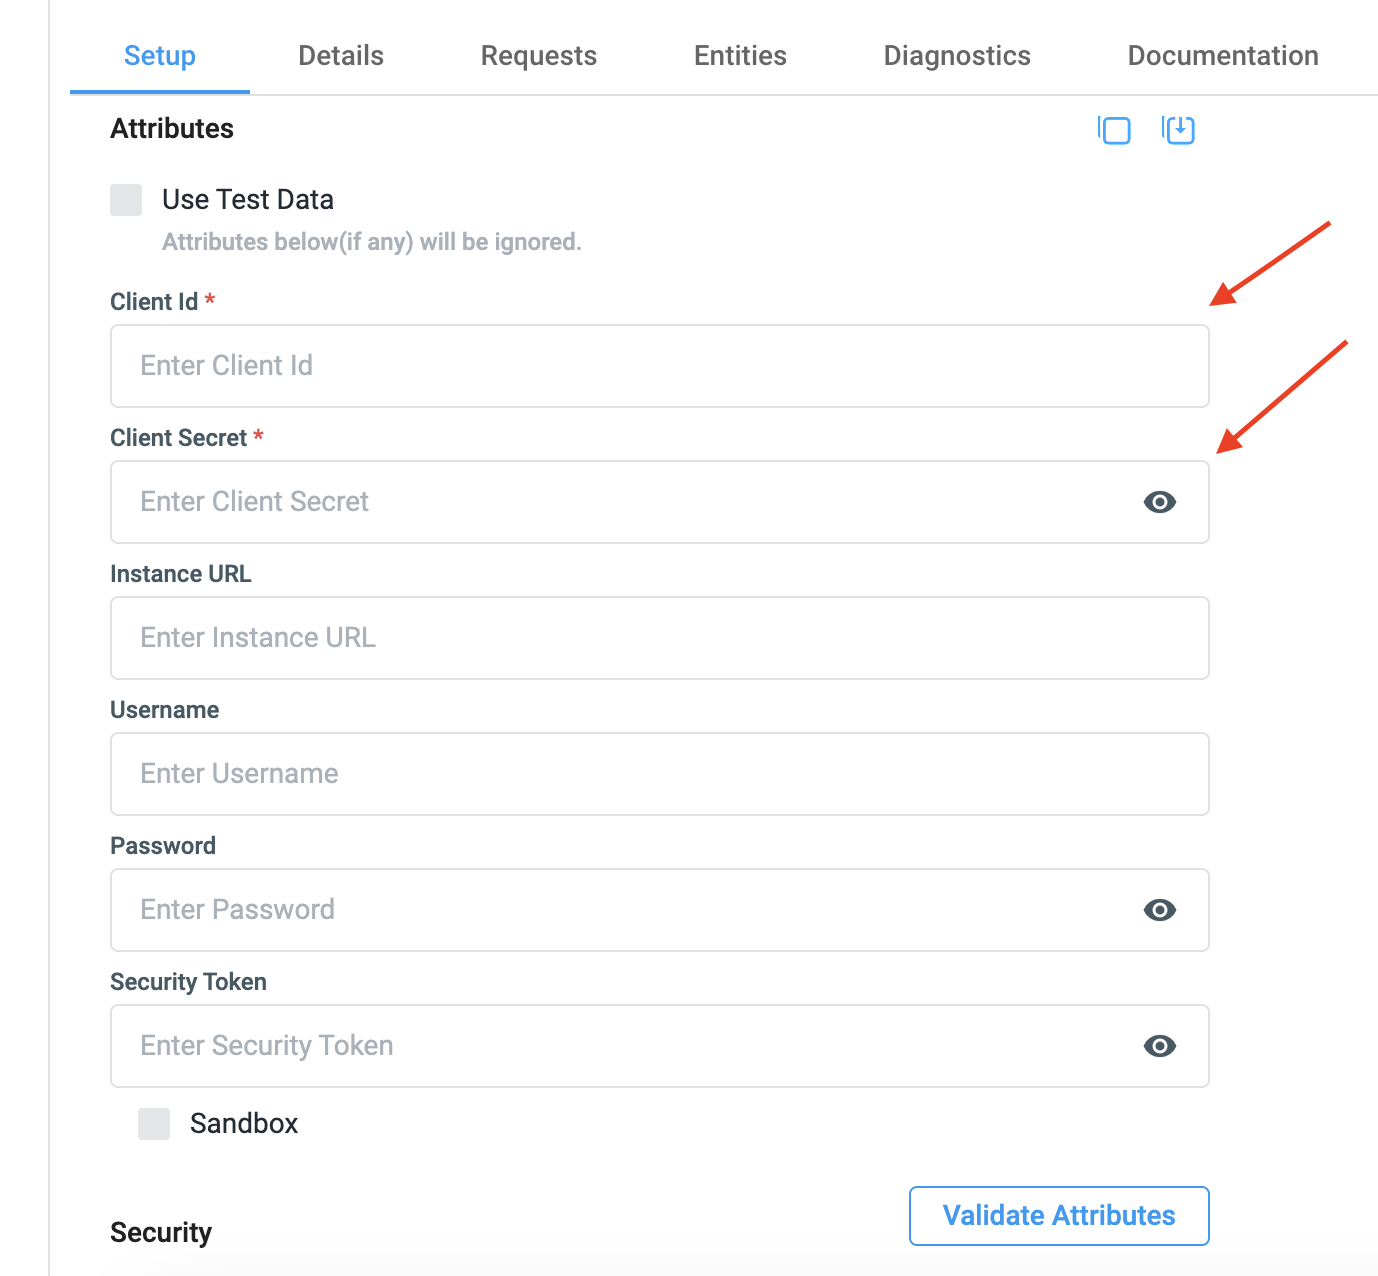 Setup Details Requests Entities Diagnostics Documentation
Attributes
Use Test Data
Attributes below(if any) will be ignored.
Client Id *
Enter Client Id
Client Secret *
Enter Client Secret
Instance URL
Enter Instance URL
Username
Enter Username
Password
Enter Password
Security Token
Enter Security Token
Sandbox
Validate Attributes
Security